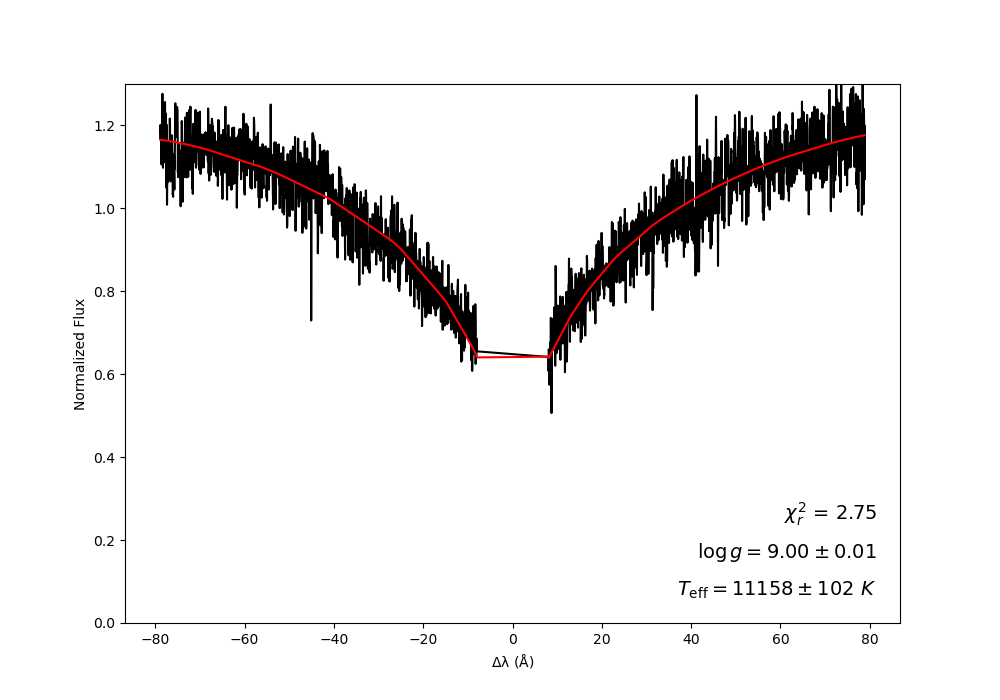 Normalized Flux
1.2
1.0
0.8
0.6
0.4
0.2
0.0
−80 −60 −40 −20 0 20 40 60 80
Δλ (Å)
χ²ᵣ = 2.75
log g = 9.00 ± 0.01
T_eff = 11158 ± 102 K